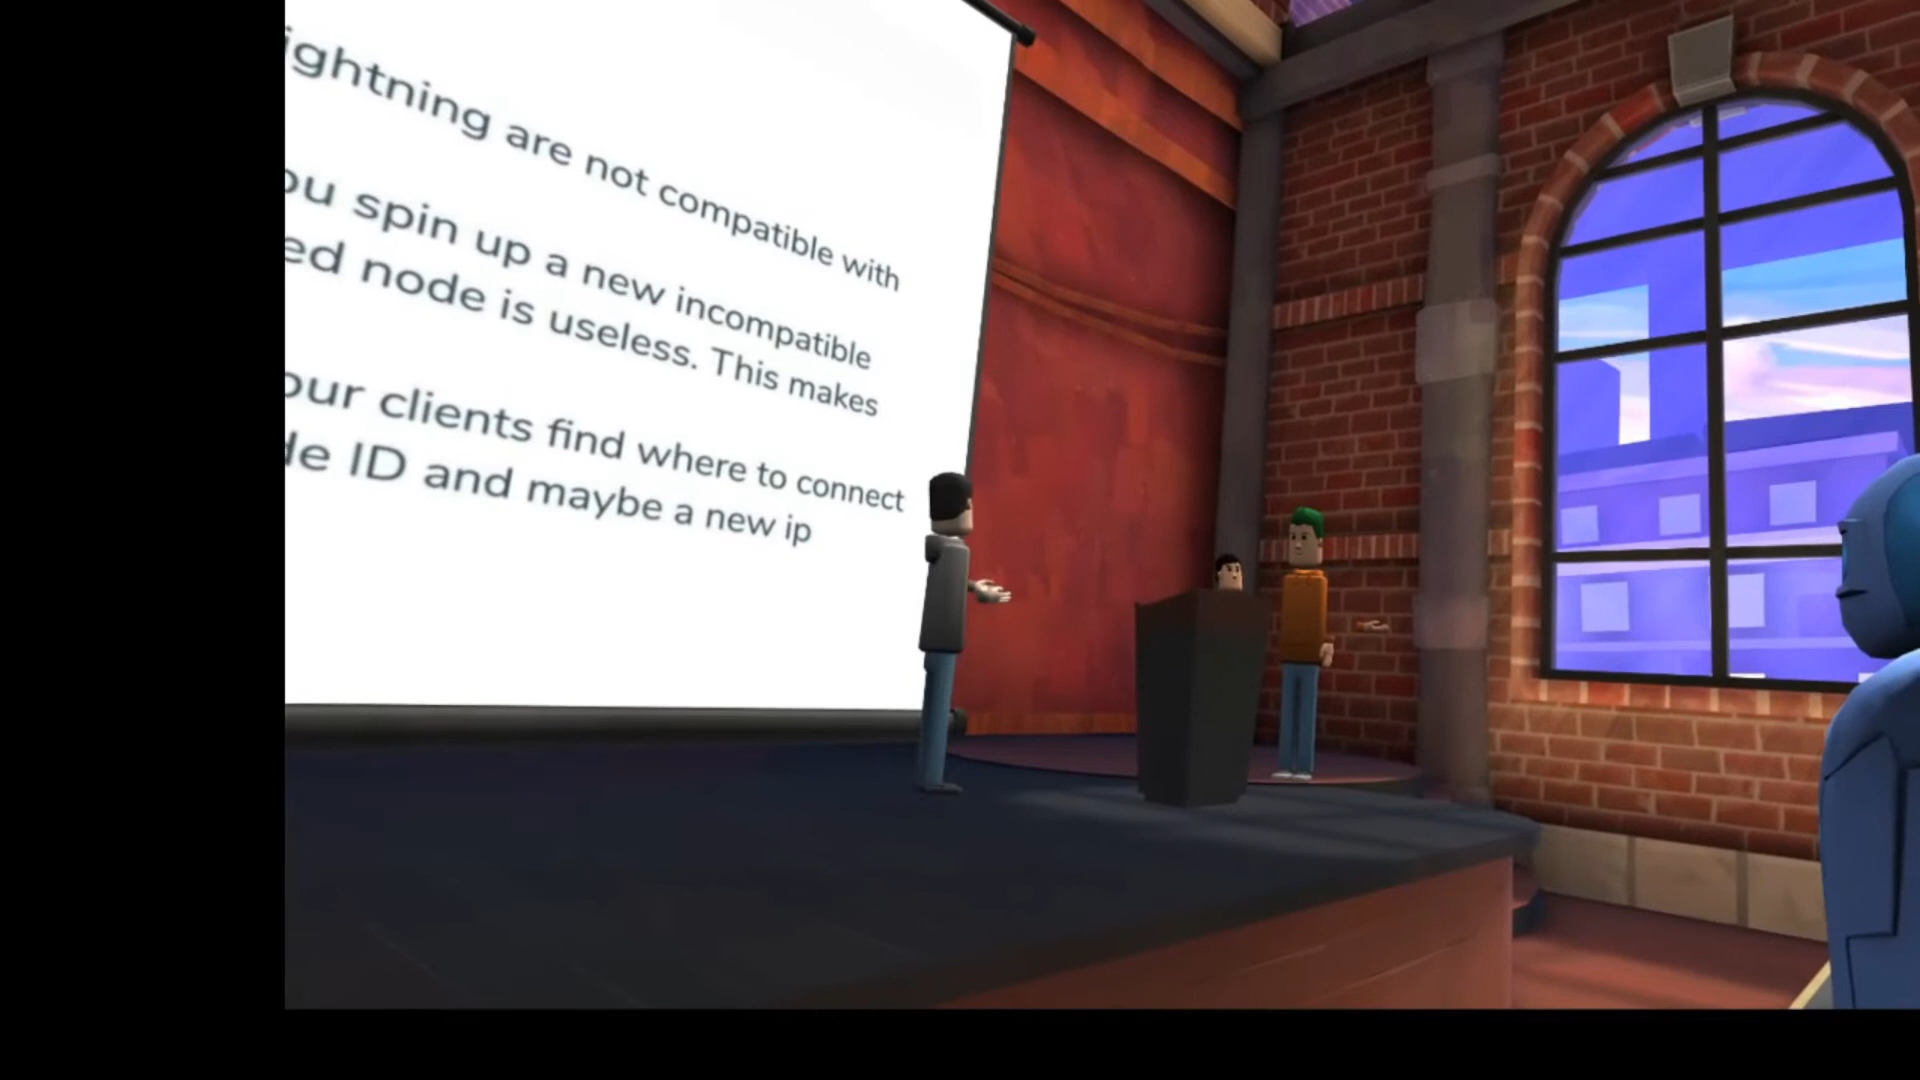 ightning are not compatible with
ou spin up a new incompatible
ed node is useless. This makes
our clients find where to connect
de ID and maybe a new ip